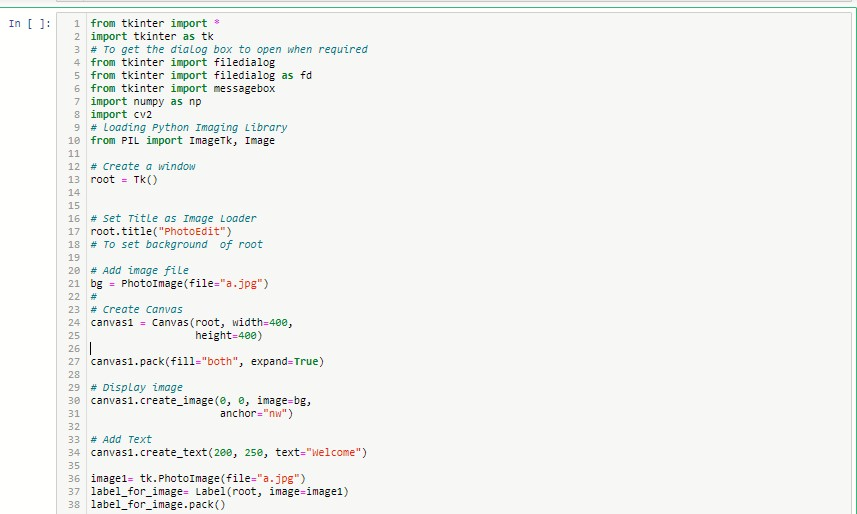 In [ ]:
1 from tkinter import *
2 import tkinter as tk
3 # To get the dialog box to open when required
4 from tkinter import filedialog
5 from tkinter import filedialog as fd
6 from tkinter import messagebox
7 import numpy as np
8 import cv2
9 # loading Python Imaging Library
10 from PIL import ImageTk, Image
11
12 # Create a window
13 root = Tk()
14
15
16 # Set Title as Image Loader
17 root.title("PhotoEdit")
18 # To set background  of root
19
20 # Add image file
21 bg = PhotoImage(file="a.jpg")
22 #
23 # Create Canvas
24 canvas1 = Canvas(root, width=400,
25                 height=400)
26
27 canvas1.pack(fill="both", expand=True)
28
29 # Display image
30 canvas1.create_image(0, 0, image=bg,
31                     anchor="nw")
32
33 # Add Text
34 canvas1.create_text(200, 250, text="Welcome")
35
36 image1= tk.PhotoImage(file="a.jpg")
37 label_for_image= Label(root, image=image1)
38 label_for_image.pack()